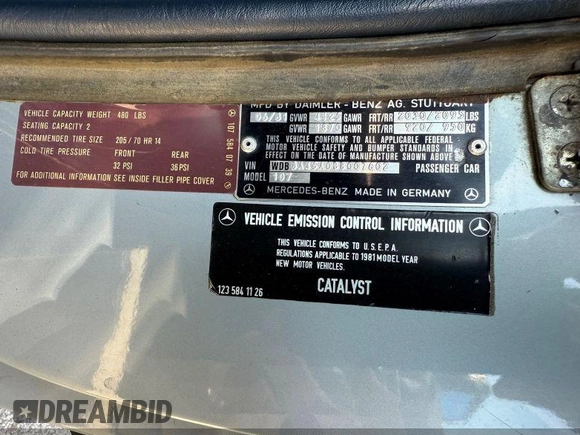 VEHICLE CAPACITY WEIGHT 480 LBS
SEATING CAPACITY 2
RECOMMENDED TIRE SIZE 205/70 HR 14
COLD TIRE PRESSURE FRONT REAR
32 PSI 36 PSI
FOR ADDITIONAL INFORMATION SEE INSIDE FILLER PIPE COVER
107 584 07 39
MFD BY DAIMLER-BENZ AG. STUTTGART
GVWR FRT/RR 2030/2095 LBS
GVWR FRT/RR 920/950 KG
THIS VEHICLE CONFORMS TO ALL APPLICABLE FEDERAL
MOTOR VEHICLE SAFETY AND BUMPER STANDARDS IN
EFFECT ON THE DATE OF MANUFACTURE SHOWN ABOVE
VIN PASSENGER CAR
MODEL 107
MERCEDES-BENZ MADE IN GERMANY
VEHICLE EMISSION CONTROL INFORMATION
THIS VEHICLE CONFORMS TO U.S.E.P.A.
REGULATIONS APPLICABLE TO 1981 MODEL YEAR
NEW MOTOR VEHICLES.
CATALYST
123 584 11 26
DREAMBID